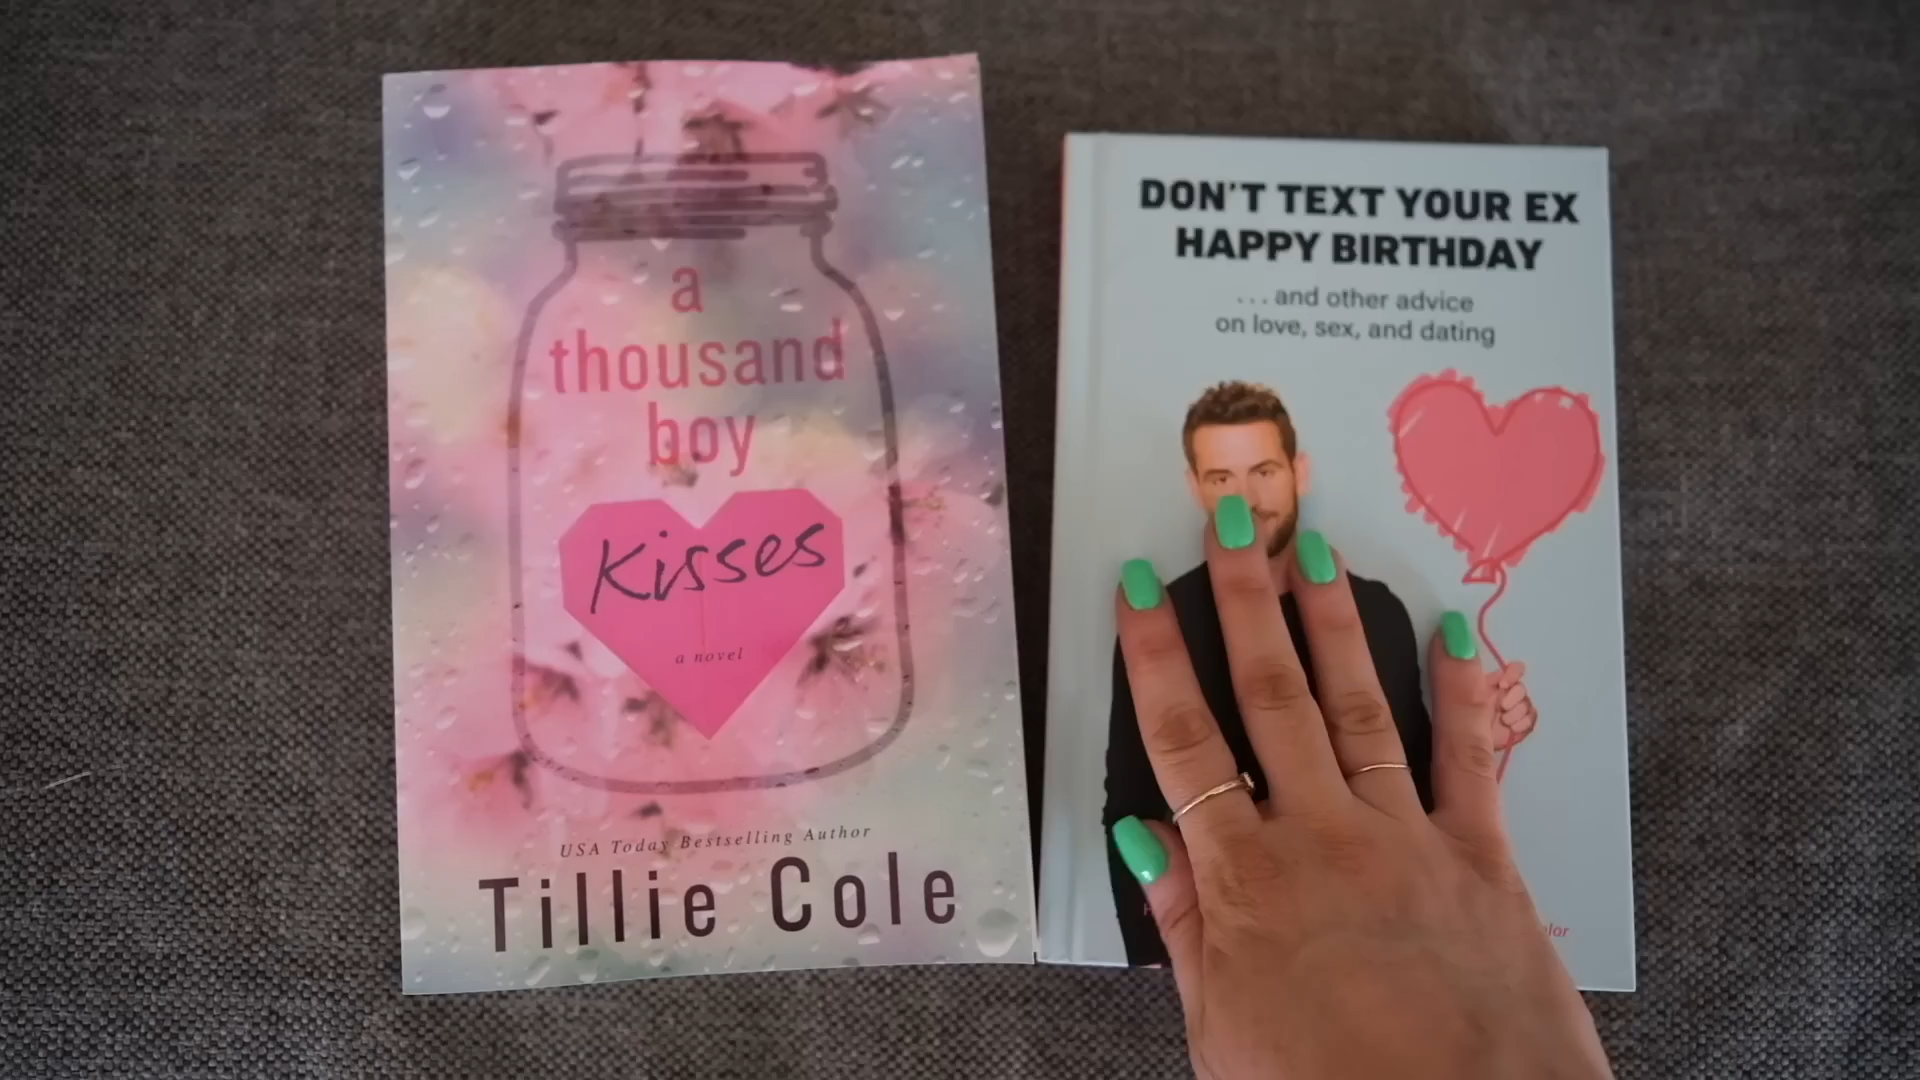 a
thousand
boy
Kisses
a novel
USA Today Bestselling Author
Tillie Cole
DON'T TEXT YOUR EX
HAPPY BIRTHDAY
...and other advice
on love, sex, and dating